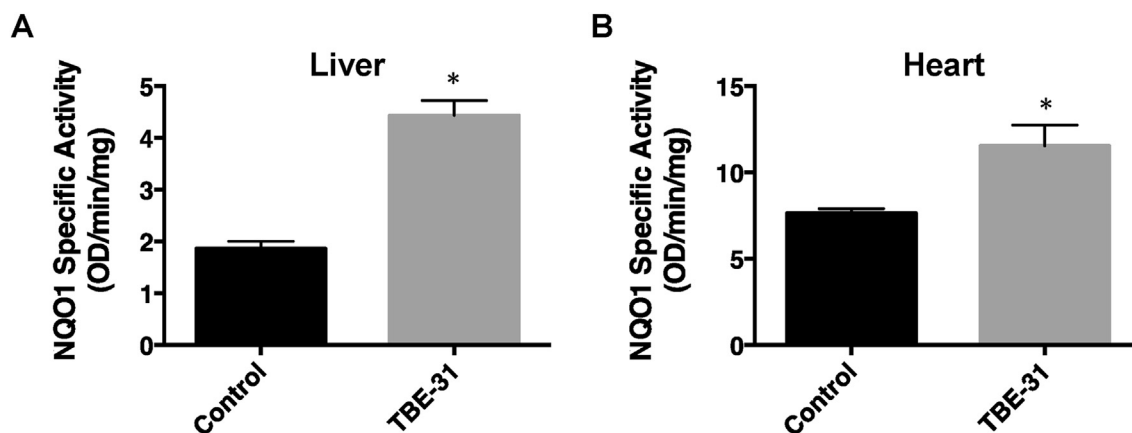 A
Liver
NQO1 Specific Activity
(OD/min/mg)
5
4
3
2
1
0
*
Control
TBE-31
B
Heart
NQO1 Specific Activity
(OD/min/mg)
15
10
5
0
*
Control
TBE-31